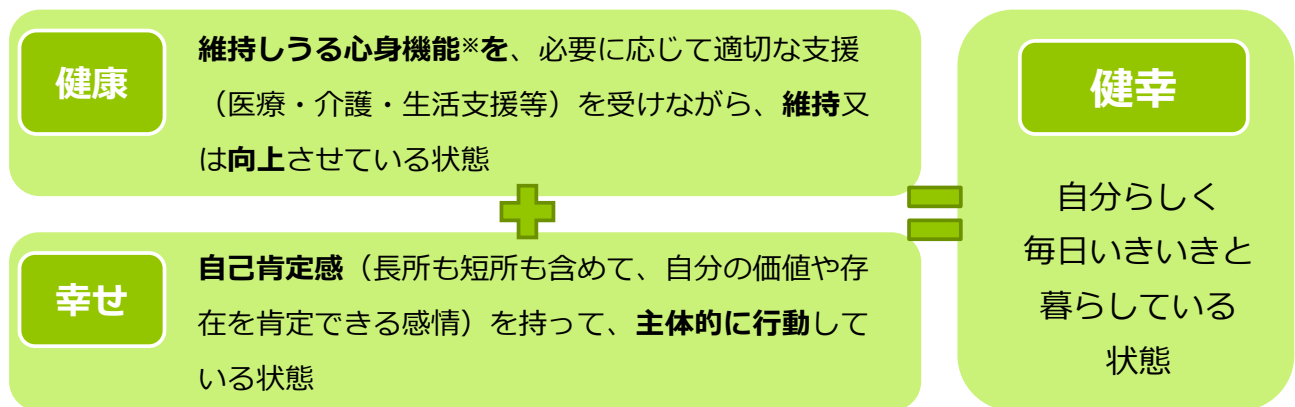 健康
維持しうる心身機能※を、必要に応じて適切な支援
（医療・介護・生活支援等）を受けながら、維持又
は向上させている状態
幸せ
自己肯定感（長所も短所も含めて、自分の価値や存
在を肯定できる感情）を持って、主体的に行動して
いる状態
健幸
自分らしく
毎日いきいきと
暮らしている
状態